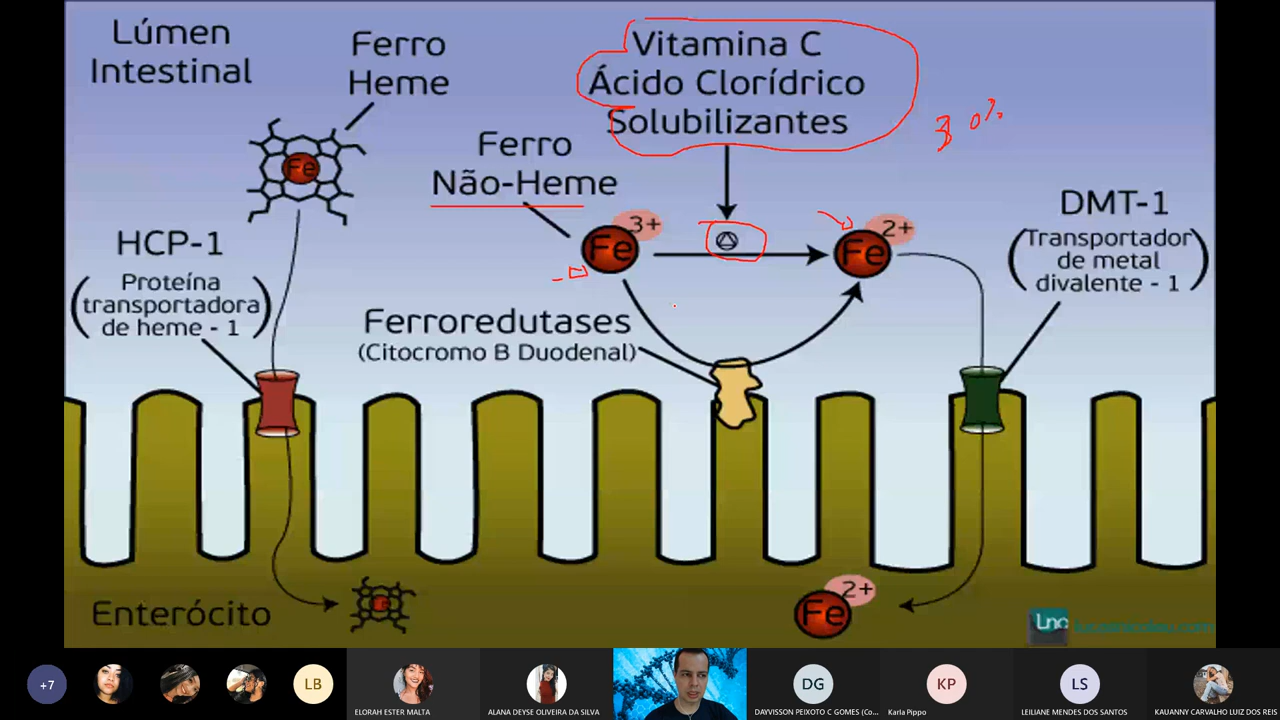 Lúmen
Intestinal
Ferro
Heme
Fe
Vitamina C
Ácido Clorídrico
Solubilizantes
30%
Ferro
Não-Heme
Fe
3+
Fe
2+
DMT-1
(Transportador
de metal
divalente - 1)
HCP-1
(Proteína
transportadora
de heme - 1)
Ferroredutases
(Citocromo B Duodenal)
Enterócito
Fe
2+
Lnc
+7
LB
ELORAH ESTER MALTA
ALANA DEYSE OLIVEIRA DA SILVA
DG
DAYVISSON PEIXOTO C GOMES (Co...
KP
Karla Pippo
LS
LEILIANE MENDES DOS SANTOS
KAUANNY CARVALHO LUIZ DOS REIS